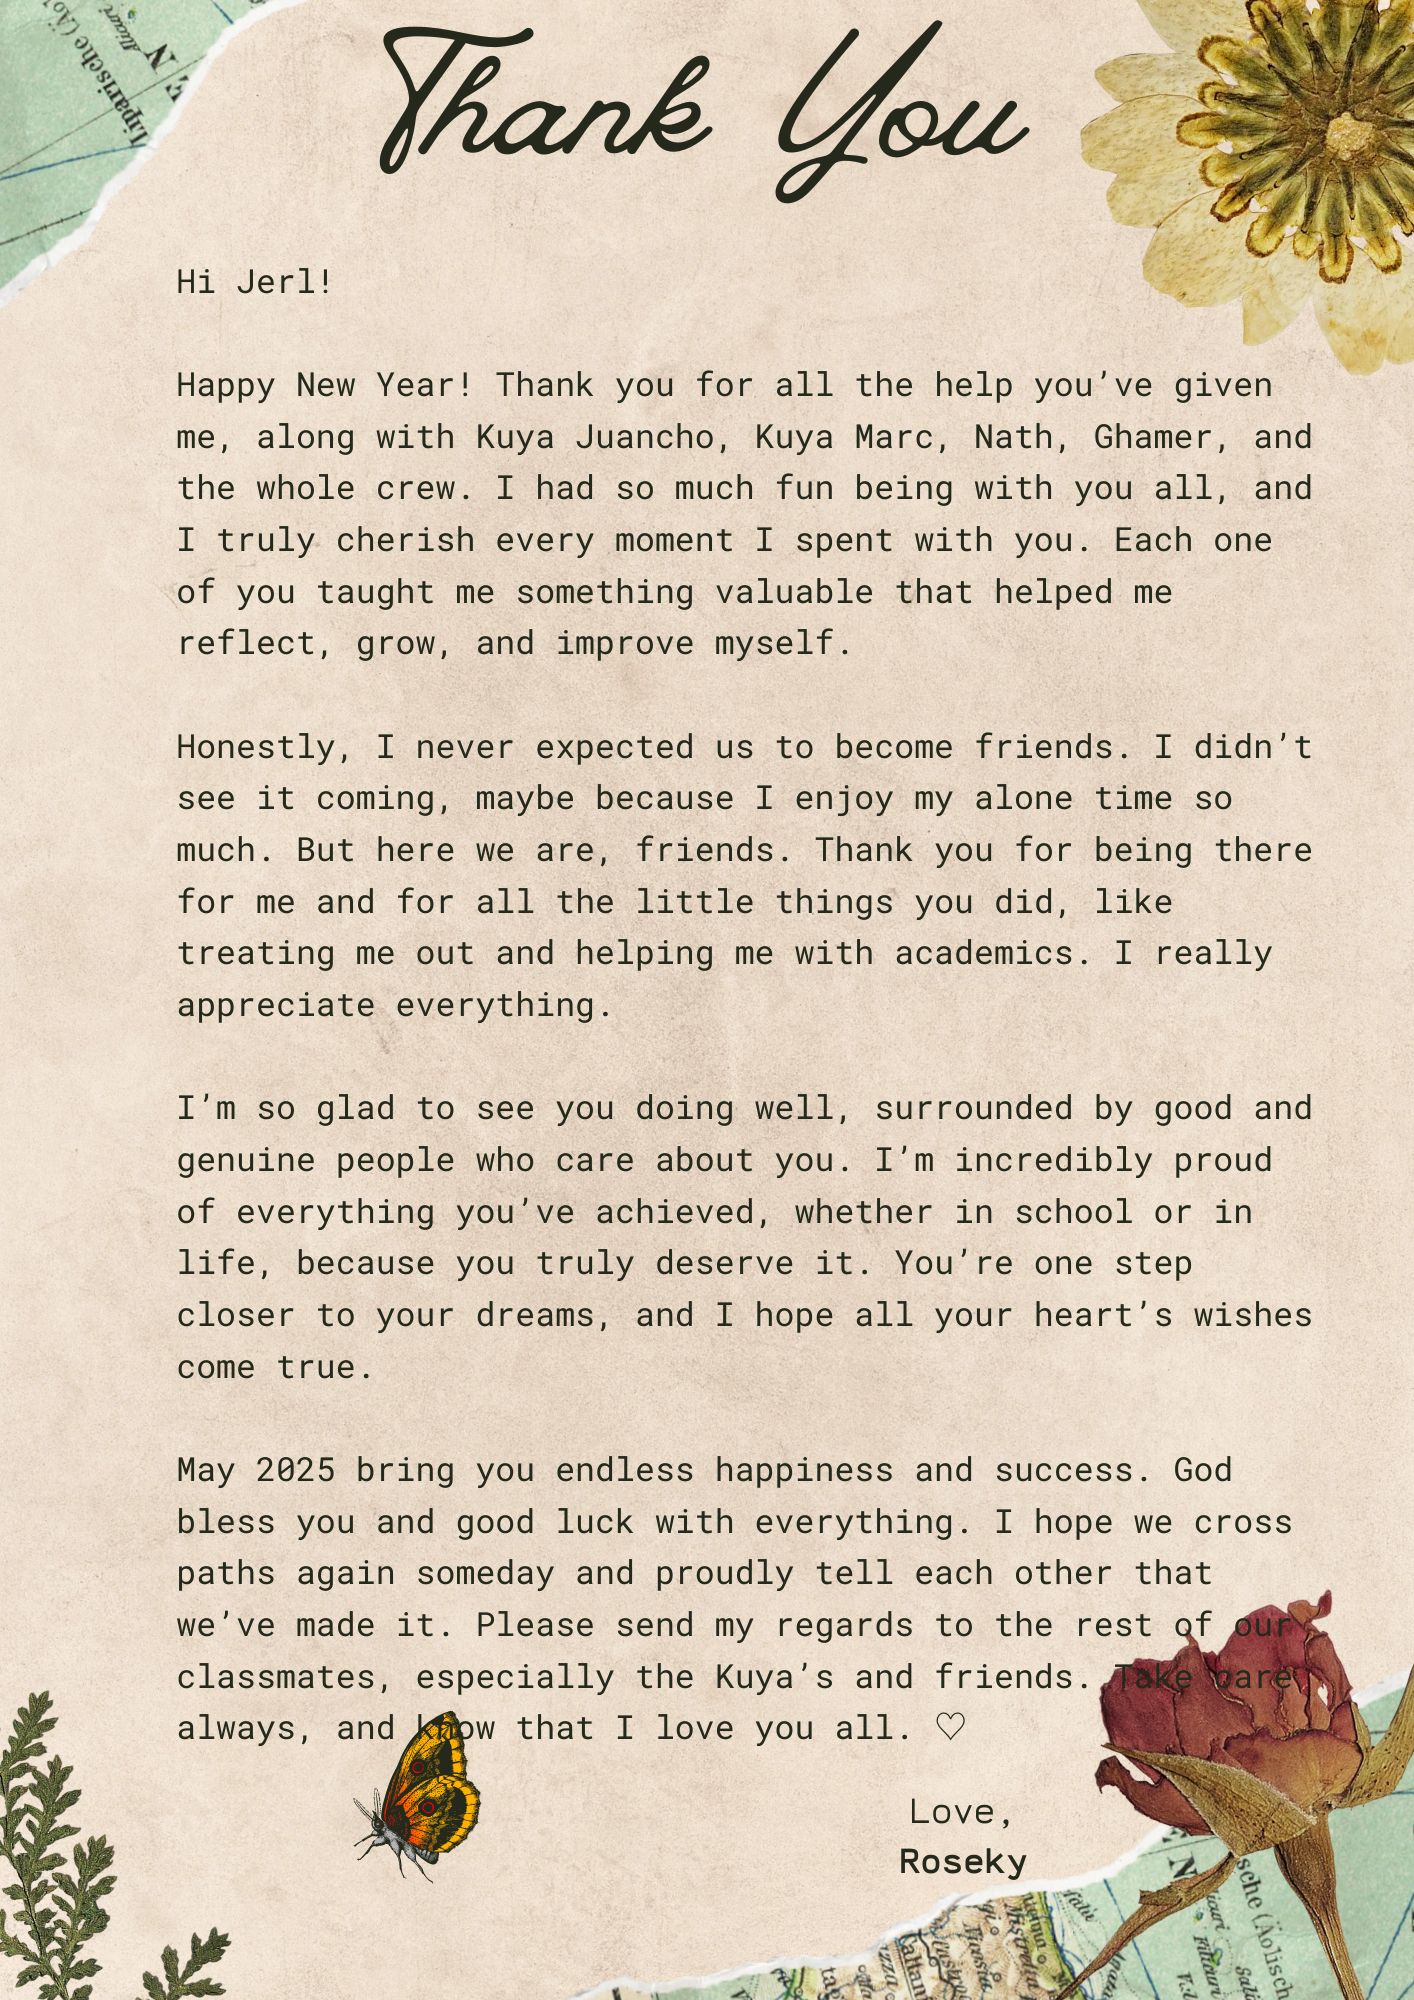 Thank You
Hi Jerl!
Happy New Year! Thank you for all the help you’ve given
me, along with Kuya Juancho, Kuya Marc, Nath, Ghamer, and
the whole crew. I had so much fun being with you all, and
I truly cherish every moment I spent with you. Each one
of you taught me something valuable that helped me
reflect, grow, and improve myself.
Honestly, I never expected us to become friends. I didn’t
see it coming, maybe because I enjoy my alone time so
much. But here we are, friends. Thank you for being there
for me and for all the little things you did, like
treating me out and helping me with academics. I really
appreciate everything.
I’m so glad to see you doing well, surrounded by good and
genuine people who care about you. I’m incredibly proud
of everything you’ve achieved, whether in school or in
life, because you truly deserve it. You’re one step
closer to your dreams, and I hope all your heart’s wishes
come true.
May 2025 bring you endless happiness and success. God
bless you and good luck with everything. I hope we cross
paths again someday and proudly tell each other that
we’ve made it. Please send my regards to the rest of our
classmates, especially the Kuya’s and friends. Take care
always, and know that I love you all. ♡
Love,
Roseky
Liparische (Äol
Alicuri
N
E
N
sche (Äolisch
Filicuri